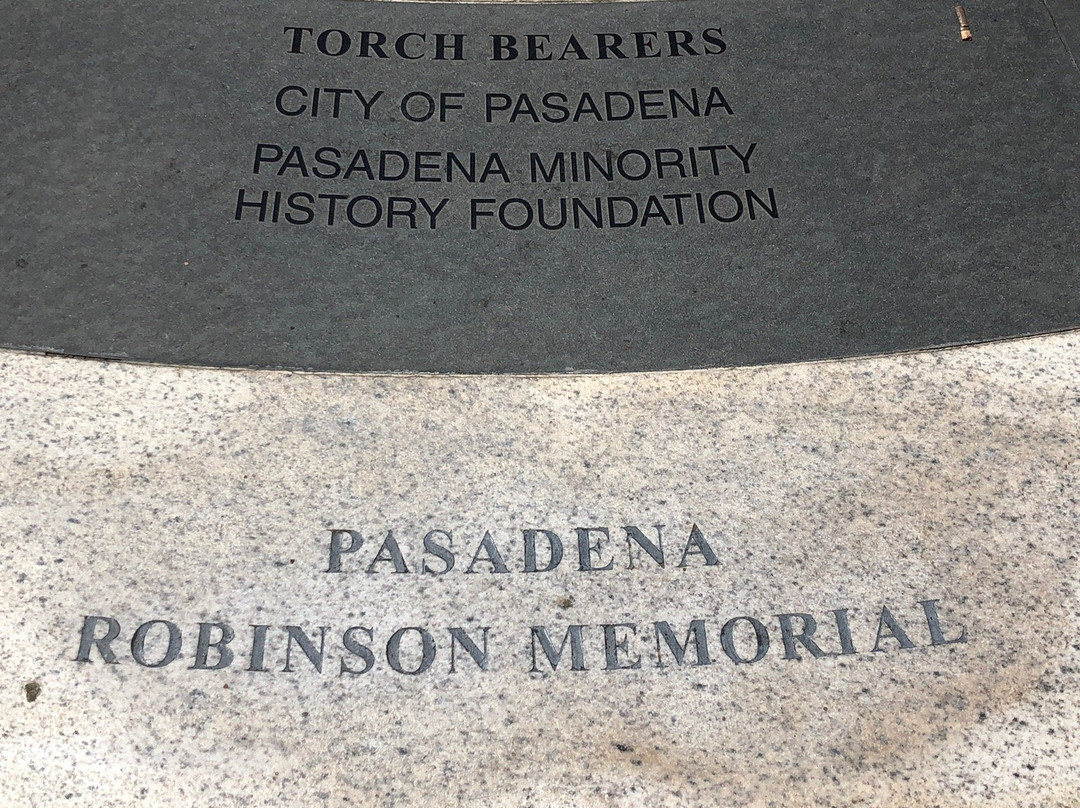 TORCH BEARERS
CITY OF PASADENA
PASADENA MINORITY
HISTORY FOUNDATION
PASADENA
ROBINSON MEMORIAL